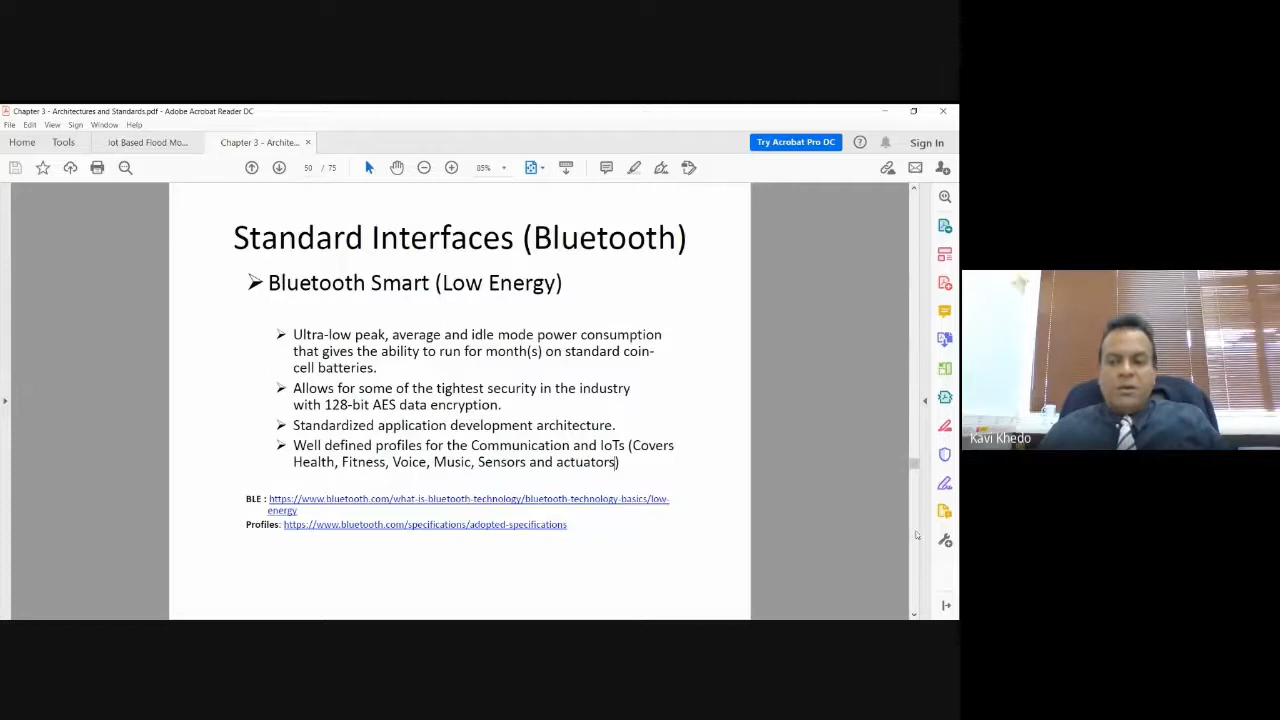 Chapter 3 - Architectures and Standards.pdf - Adobe Acrobat Reader DC
File Edit View Sign Window Help
Home Tools Iot Based Flood Mo... Chapter 3 - Archite... × Try Acrobat Pro DC Sign In
50 / 75 85%
Standard Interfaces (Bluetooth)
Bluetooth Smart (Low Energy)
Ultra-low peak, average and idle mode power consumption
that gives the ability to run for month(s) on standard coin-
cell batteries.
Allows for some of the tightest security in the industry
with 128-bit AES data encryption.
Standardized application development architecture.
Well defined profiles for the Communication and IoTs (Covers
Health, Fitness, Voice, Music, Sensors and actuators)
BLE : https://www.bluetooth.com/what-is-bluetooth-technology/bluetooth-technology-basics/low-
energy
Profiles: https://www.bluetooth.com/specifications/adopted-specifications
Kavi Khedo